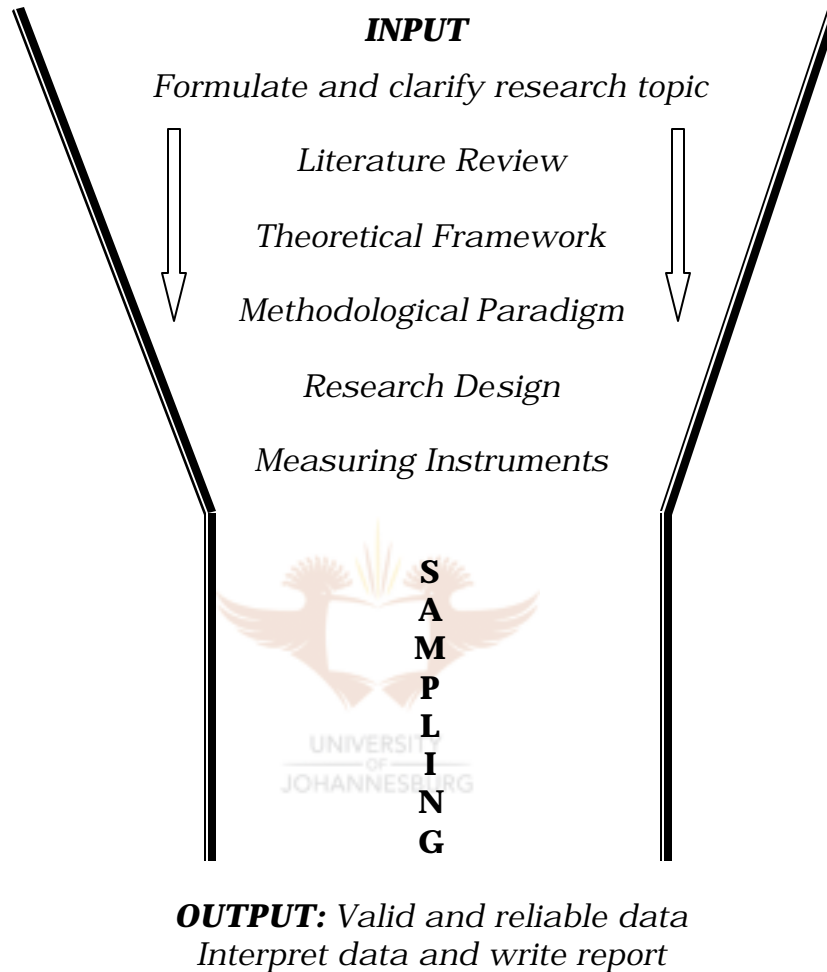 INPUT
Formulate and clarify research topic
Literature Review
Theoretical Framework
Methodological Paradigm
Research Design
Measuring Instruments
S
A
M
P
L
I
N
G
UNIVERSITY
OF
JOHANNESBURG
OUTPUT: Valid and reliable data
Interpret data and write report